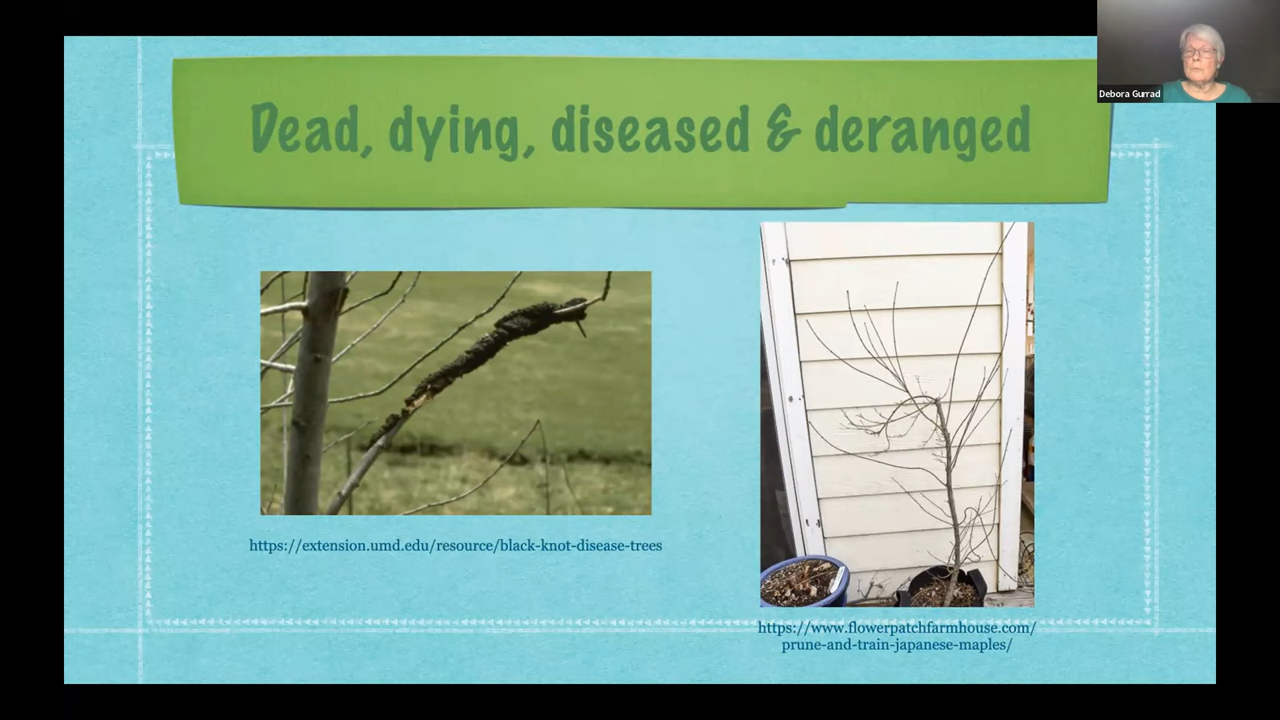 Dead, dying, diseased & deranged
Debora Gurrad
https://extension.umd.edu/resource/black-knot-disease-trees
https://www.flowerpatchfarmhouse.com/
prune-and-train-japanese-maples/